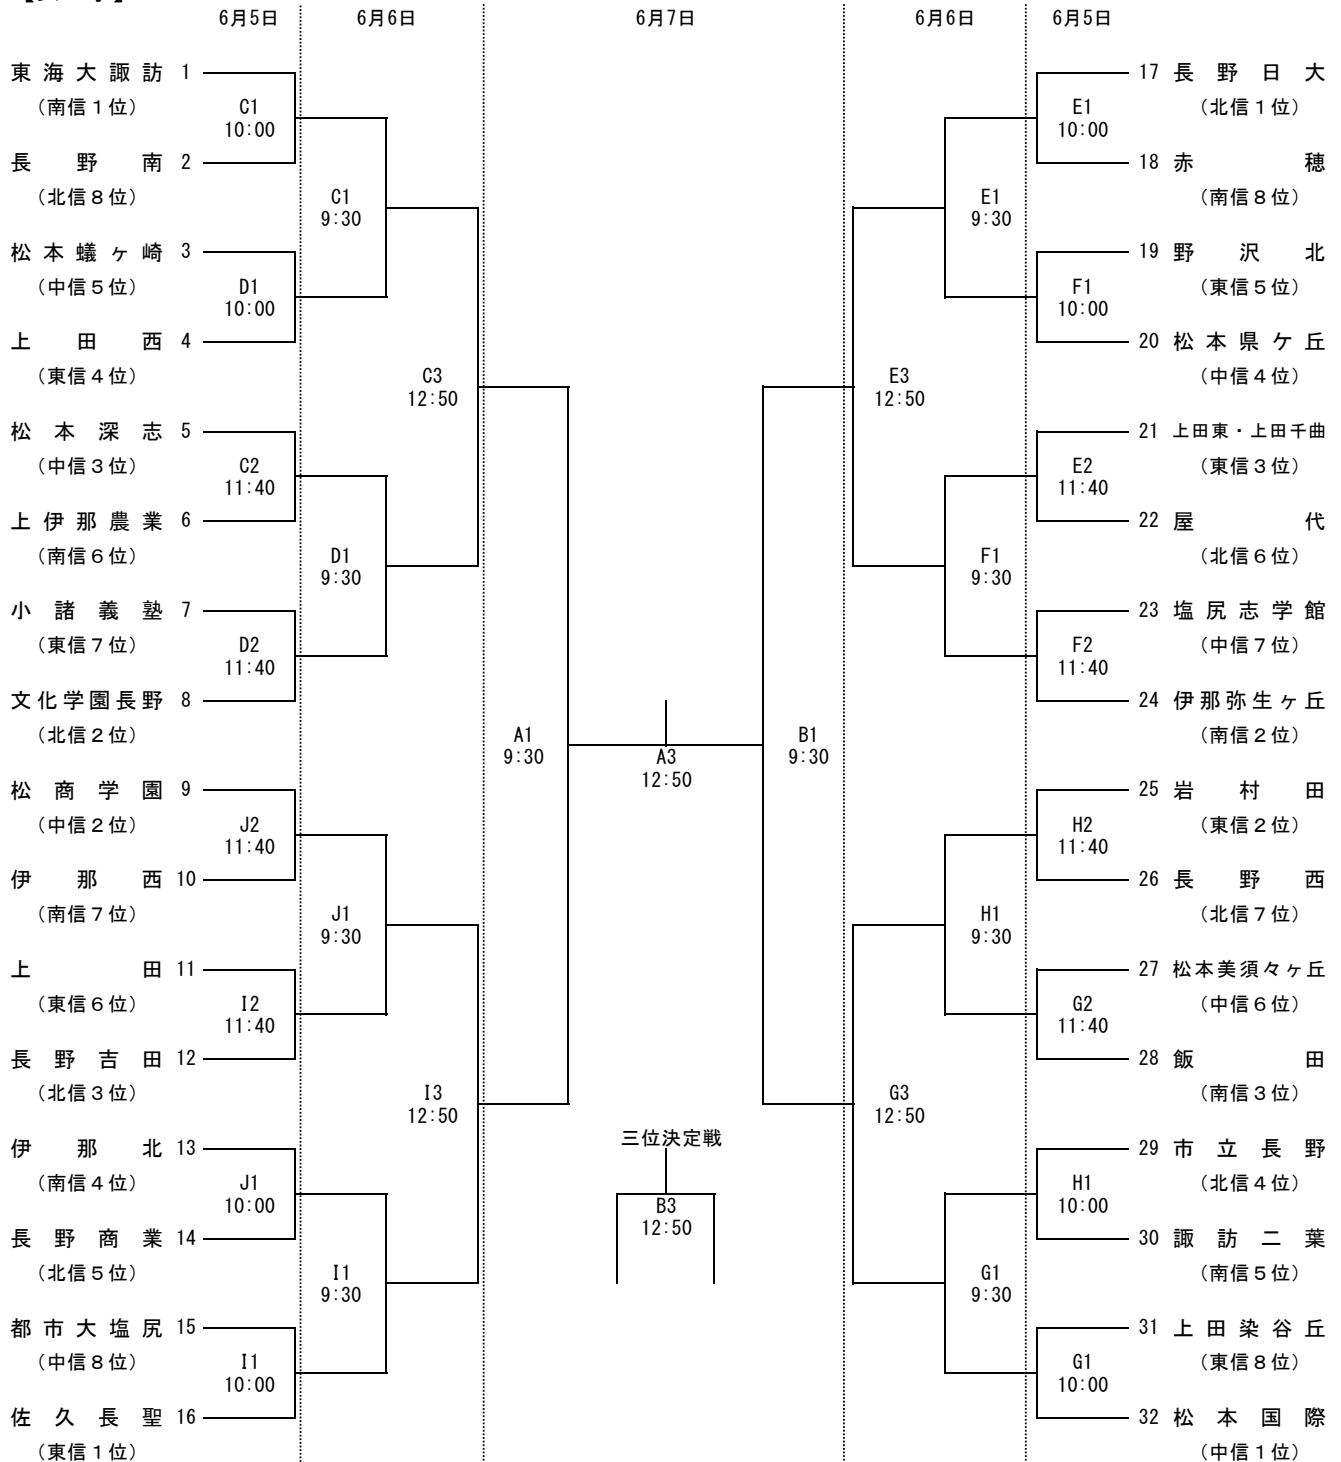 6月5日 6月6日 6月7日 6月6日 6月5日
東海大諏訪 1
(南信1位)
C1
10:00
長野南 2
(北信8位)
C1
9:30
松本蟻ヶ崎 3
(中信5位)
D1
10:00
上田西 4
(東信4位)
C3
12:50
松本深志 5
(中信3位)
C2
11:40
上伊那農業 6
(南信6位)
D1
9:30
小諸義塾 7
(東信7位)
D2
11:40
文化学園長野 8
(北信2位)
A1
9:30
松商学園 9
(中信2位)
J2
11:40
伊那西 10
(南信7位)
J1
9:30
上田 11
(東信6位)
I2
11:40
長野吉田 12
(北信3位)
I3
12:50
伊那北 13
(南信4位)
J1
10:00
長野商業 14
(北信5位)
I1
9:30
都市大塩尻 15
(中信8位)
I1
10:00
佐久長聖 16
(東信1位)
A3
12:50
三位決定戦
B3
12:50
17 長野日大
(北信1位)
E1
10:00
18 赤穂
(南信8位)
E1
9:30
19 野沢北
(東信5位)
F1
10:00
20 松本県ケ丘
(中信4位)
E3
12:50
21 上田東・上田千曲
(東信3位)
E2
11:40
22 屋代
(北信6位)
F1
9:30
23 塩尻志学館
(中信7位)
F2
11:40
24 伊那弥生ヶ丘
(南信2位)
B1
9:30
25 岩村田
(東信2位)
H2
11:40
26 長野西
(北信7位)
H1
9:30
27 松本美須々ヶ丘
(中信6位)
G2
11:40
28 飯田
(南信3位)
G3
12:50
29 市立長野
(北信4位)
H1
10:00
30 諏訪二葉
(南信5位)
G1
9:30
31 上田染谷丘
(東信8位)
G1
10:00
32 松本国際
(中信1位)